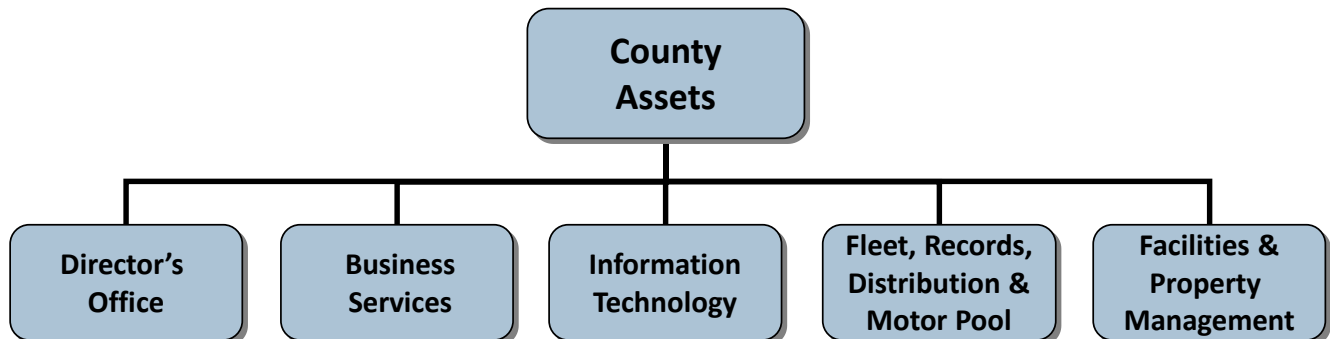 County
Assets
Director’s
Office
Business
Services
Information
Technology
Fleet, Records,
Distribution &
Motor Pool
Facilities &
Property
Management